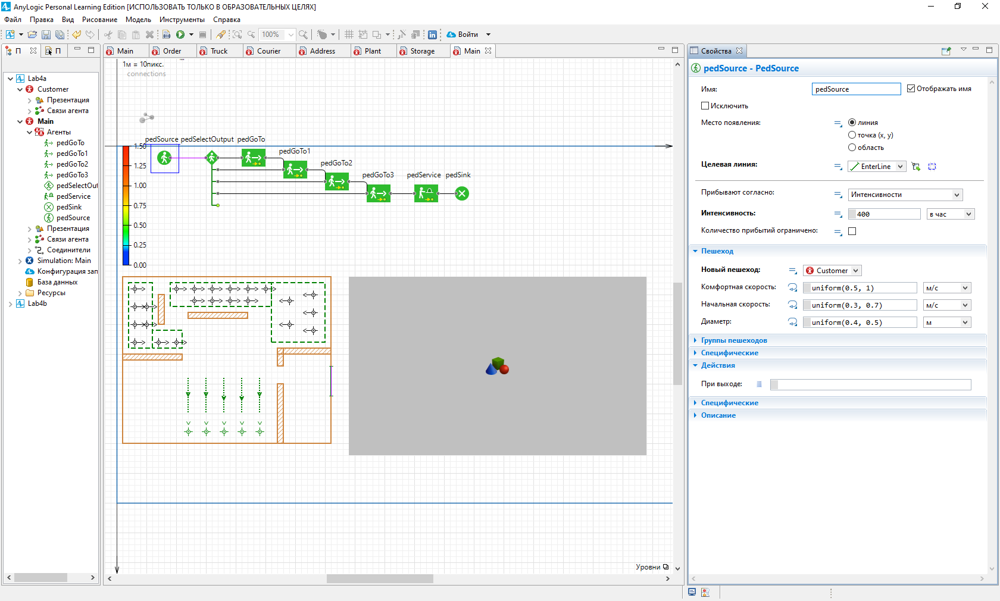 AnyLogic Personal Learning Edition [ИСПОЛЬЗОВАТЬ ТОЛЬКО В ОБРАЗОВАТЕЛЬНЫХ ЦЕЛЯХ]
Файл Правка Вид Рисование Модель Инструменты Справка
100% Войти
П П
Main Order Truck Courier Address Plant Storage Main
Lab4a
Customer
Презентация
Связи агента
Main
Агенты
pedGoTo
pedGoTo1
pedGoTo2
pedGoTo3
pedSelectOut
pedService
pedSink
pedSource
Презентация
Связи агента
Соединители
Simulation: Main
Конфигурация зап
База данных
Ресурсы
Lab4b
1м = 10пикс.
connections
pedSource pedSelectOutput pedGoTo
pedGoTo1
pedGoTo2
pedGoTo3 pedService pedSink
1.50
1.25
1.00
0.75
0.50
0.25
0.00
Уровни
Свойства
pedSource - PedSource
Имя: pedSource Отображать имя
Исключить
Место появления: линия
точка (x, y)
область
Целевая линия: EnterLine
Прибывают согласно: Интенсивности
Интенсивность: 400 в час
Количество прибытий ограничено:
Пешеход
Новый пешеход: Customer
Комфортная скорость: uniform(0.5, 1) м/с
Начальная скорость: uniform(0.3, 0.7) м/с
Диаметр: uniform(0.4, 0.5) м
Группы пешеходов
Специфические
Действия
При выходе:
Специфические
Описание